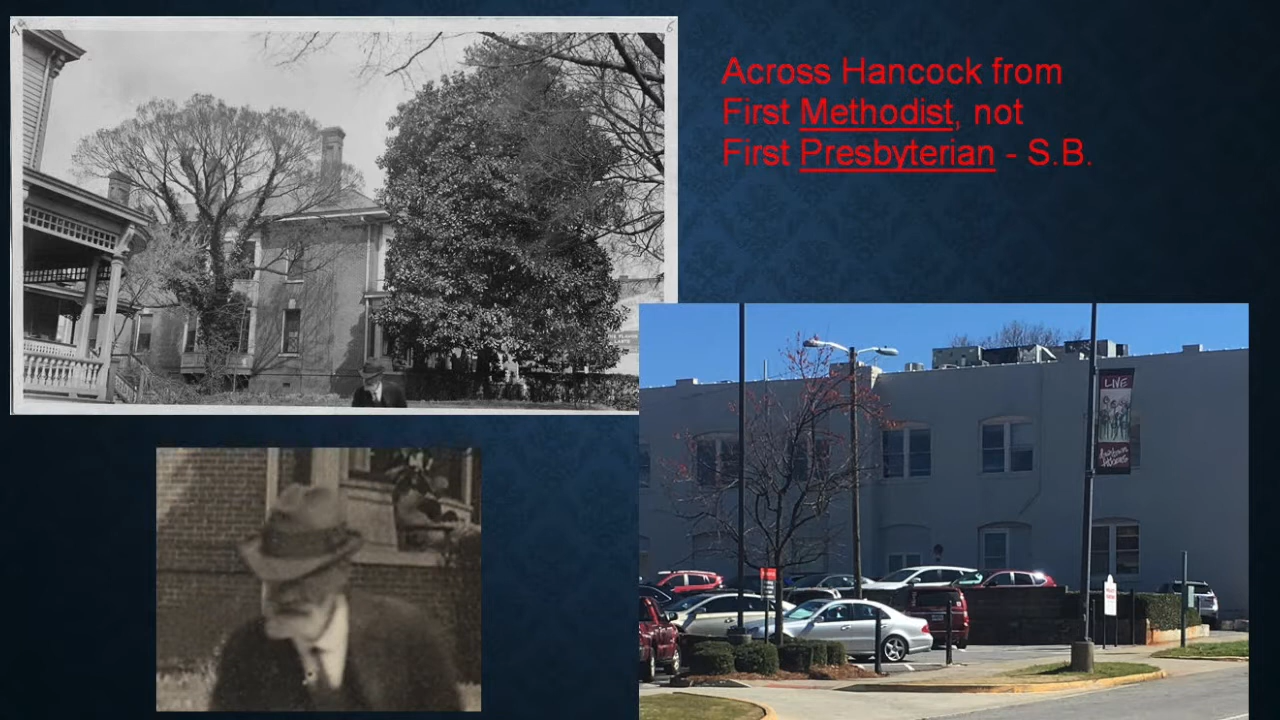 Across Hancock from
First Methodist, not
First Presbyterian - S.B.
LIVE